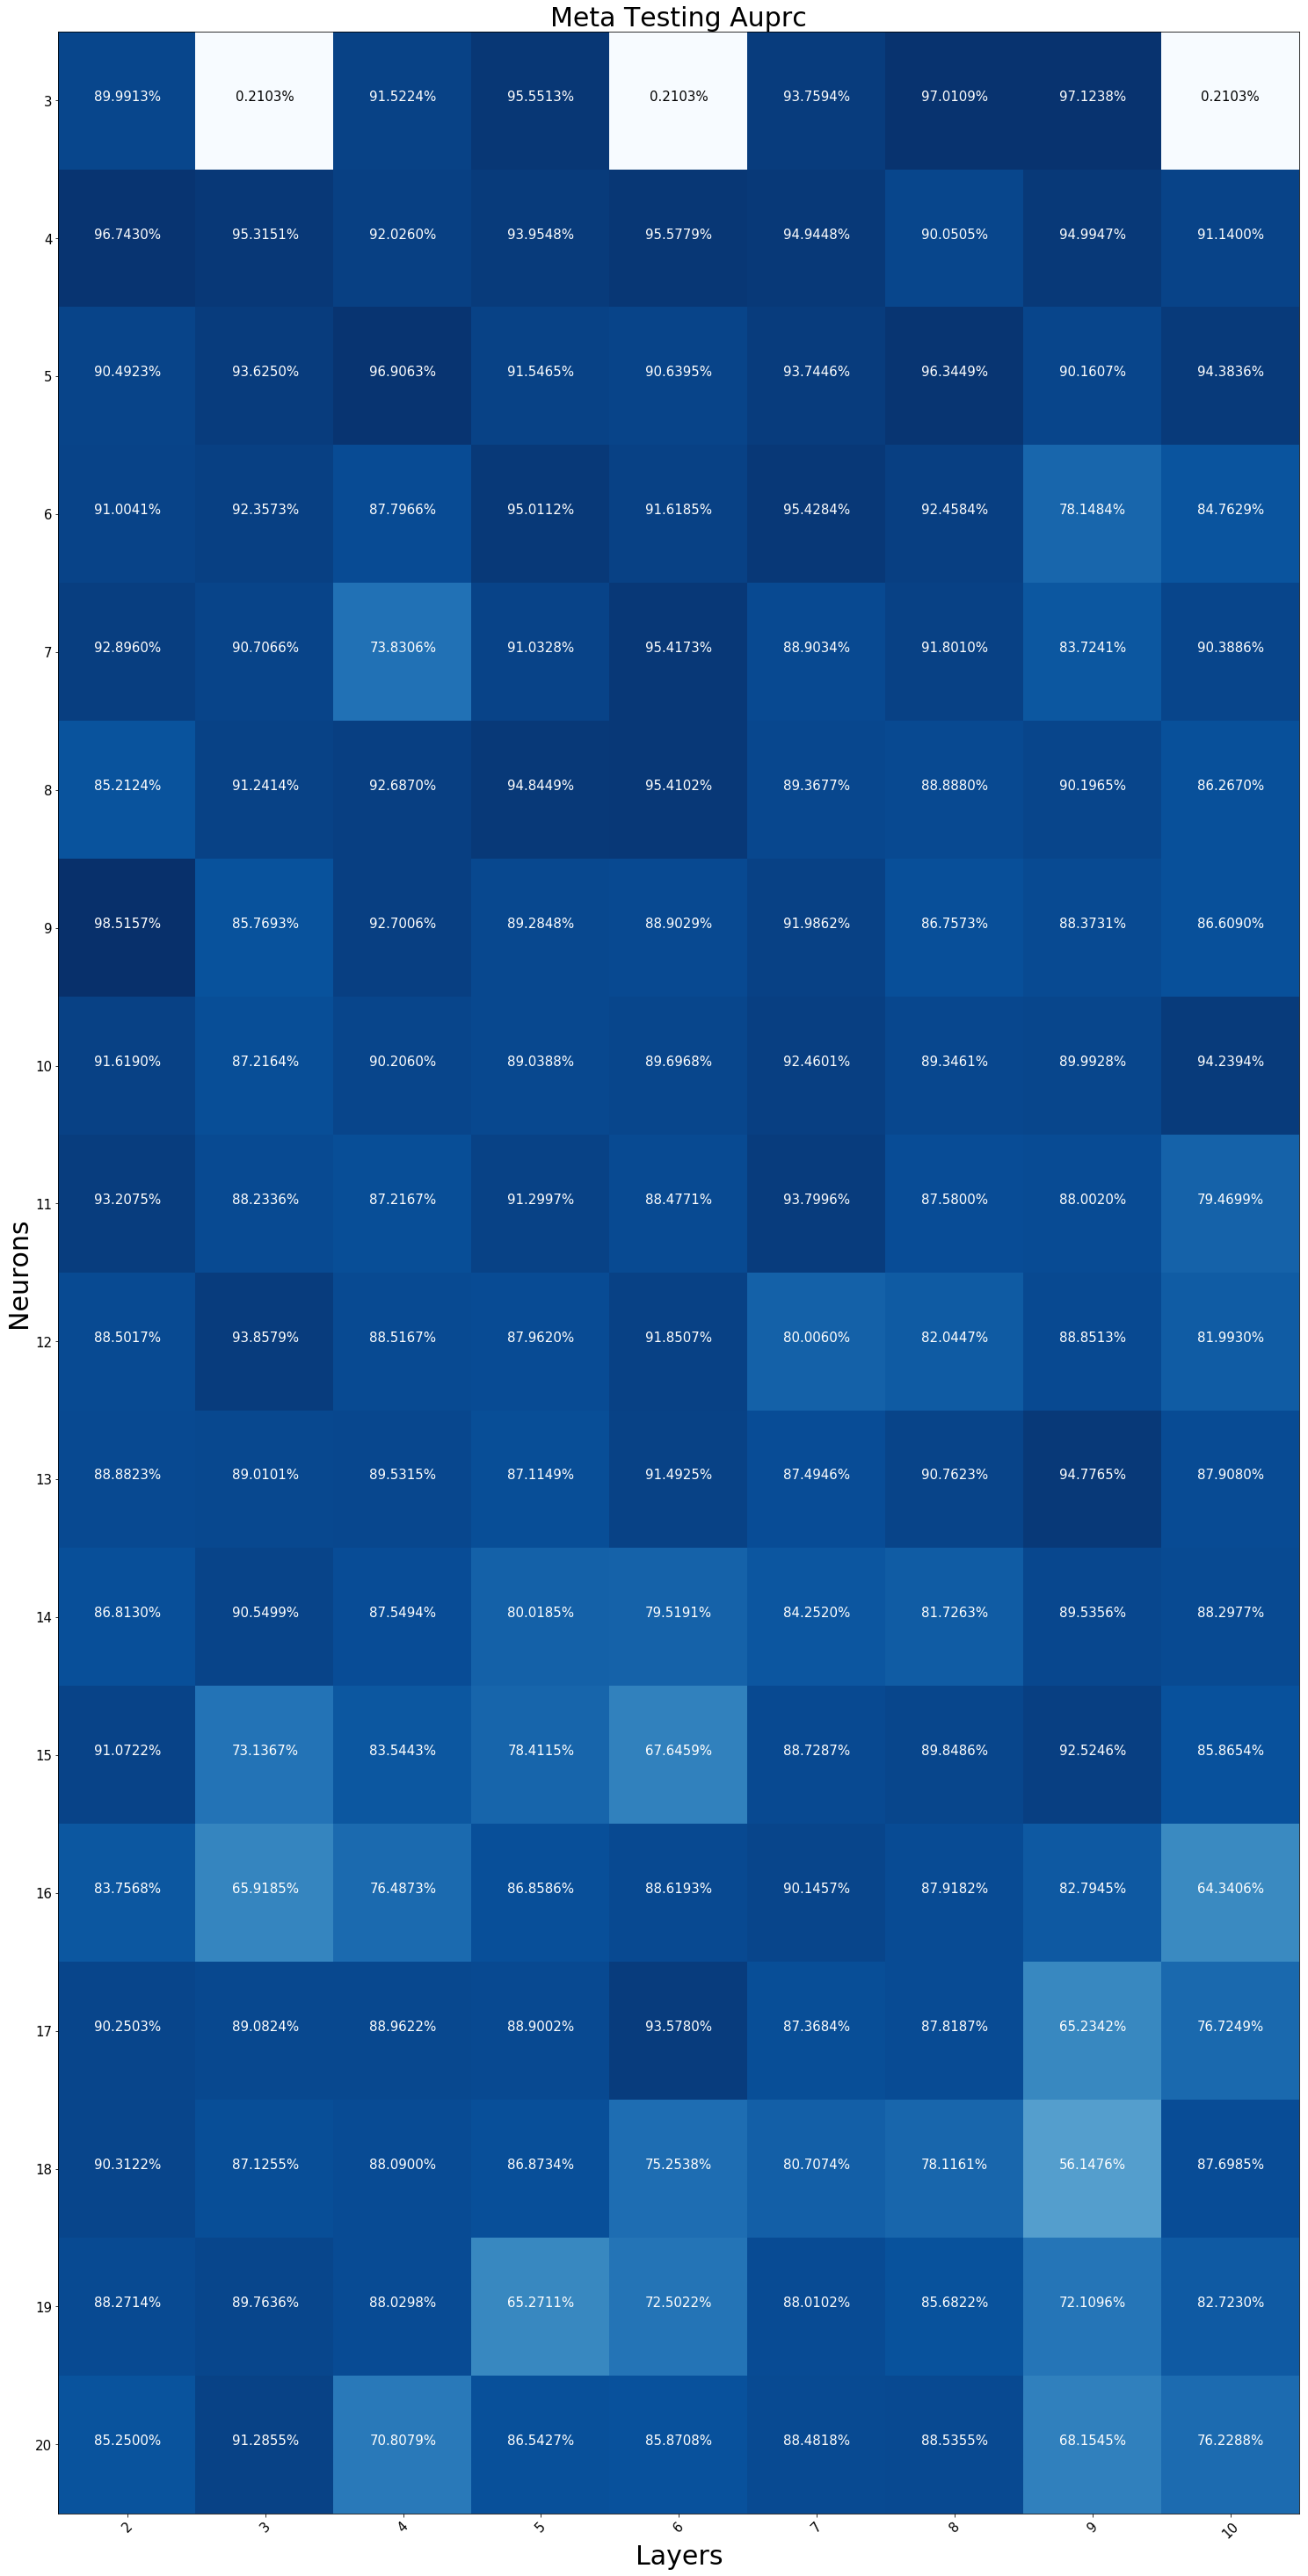 Meta Testing Auprc
3 89.9913% 0.2103% 91.5224% 95.5513% 0.2103% 93.7594% 97.0109% 97.1238% 0.2103%
4 96.7430% 95.3151% 92.0260% 93.9548% 95.5779% 94.9448% 90.0505% 94.9947% 91.1400%
5 90.4923% 93.6250% 96.9063% 91.5465% 90.6395% 93.7446% 96.3449% 90.1607% 94.3836%
6 91.0041% 92.3573% 87.7966% 95.0112% 91.6185% 95.4284% 92.4584% 78.1484% 84.7629%
7 92.8960% 90.7066% 73.8306% 91.0328% 95.4173% 88.9034% 91.8010% 83.7241% 90.3886%
8 85.2124% 91.2414% 92.6870% 94.8449% 95.4102% 89.3677% 88.8880% 90.1965% 86.2670%
9 98.5157% 85.7693% 92.7006% 89.2848% 88.9029% 91.9862% 86.7573% 88.3731% 86.6090%
10 91.6190% 87.2164% 90.2060% 89.0388% 89.6968% 92.4601% 89.3461% 89.9928% 94.2394%
11 93.2075% 88.2336% 87.2167% 91.2997% 88.4771% 93.7996% 87.5800% 88.0020% 79.4699%
Neurons
12 88.5017% 93.8579% 88.5167% 87.9620% 91.8507% 80.0060% 82.0447% 88.8513% 81.9930%
13 88.8823% 89.0101% 89.5315% 87.1149% 91.4925% 87.4946% 90.7623% 94.7765% 87.9080%
14 86.8130% 90.5499% 87.5494% 80.0185% 79.5191% 84.2520% 81.7263% 89.5356% 88.2977%
15 91.0722% 73.1367% 83.5443% 78.4115% 67.6459% 88.7287% 89.8486% 92.5246% 85.8654%
16 83.7568% 65.9185% 76.4873% 86.8586% 88.6193% 90.1457% 87.9182% 82.7945% 64.3406%
17 90.2503% 89.0824% 88.9622% 88.9002% 93.5780% 87.3684% 87.8187% 65.2342% 76.7249%
18 90.3122% 87.1255% 88.0900% 86.8734% 75.2538% 80.7074% 78.1161% 56.1476% 87.6985%
19 88.2714% 89.7636% 88.0298% 65.2711% 72.5022% 88.0102% 85.6822% 72.1096% 82.7230%
20 85.2500% 91.2855% 70.8079% 86.5427% 85.8708% 88.4818% 88.5355% 68.1545% 76.2288%
2 3 4 5 6 7 8 9 10
Layers